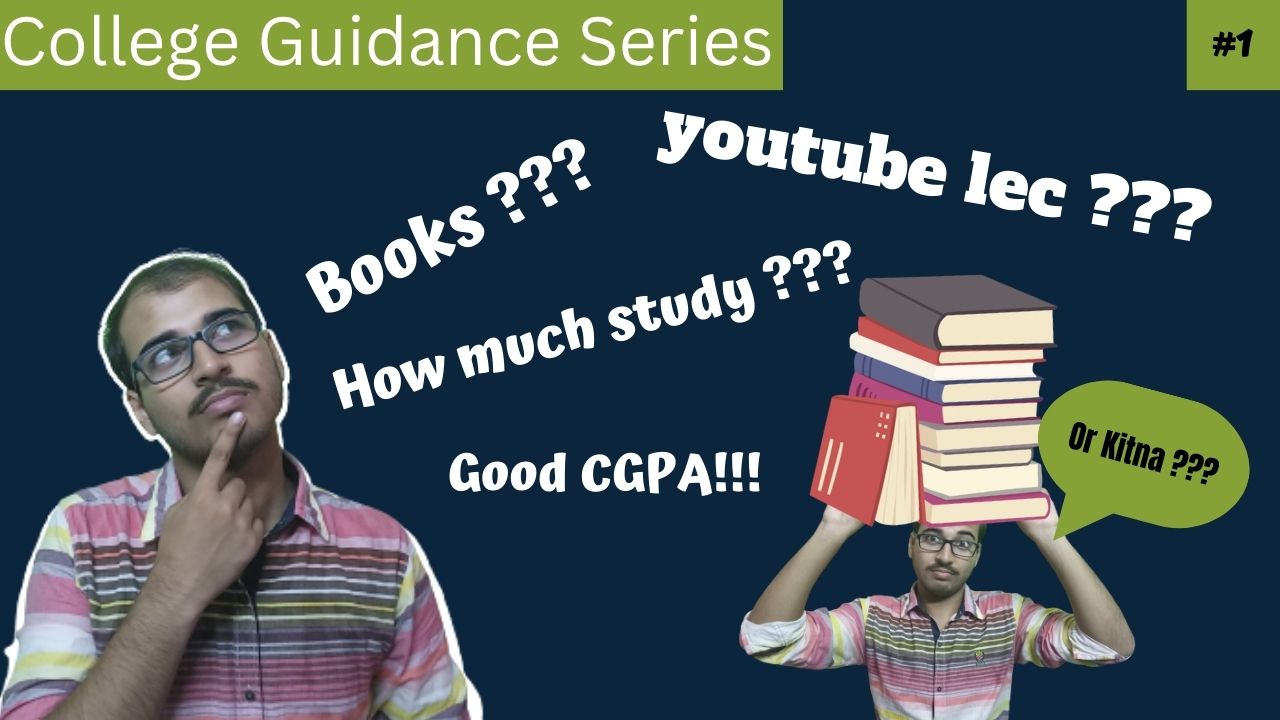 College Guidance Series
#1
youtube lec ???
Books ???
How much study ???
Or Kitna ???
Good CGPA!!!